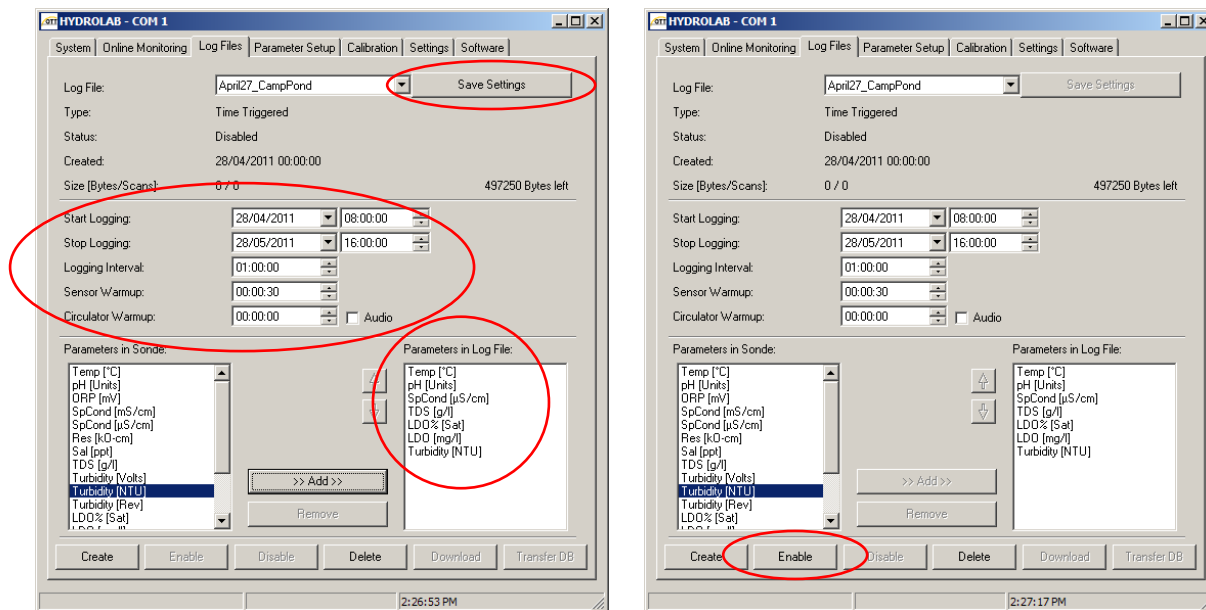 OTT HYDROLAB - COM 1
System Online Monitoring Log Files Parameter Setup Calibration Settings Software
Log File: April27_CampPond Save Settings
Type: Time Triggered
Status: Disabled
Created: 28/04/2011 00:00:00
Size [Bytes/Scans]: 0 / 0 497250 Bytes left
Start Logging: 28/04/2011 08:00:00
Stop Logging: 28/05/2011 16:00:00
Logging Interval: 01:00:00
Sensor Warmup: 00:00:30
Circulator Warmup: 00:00:00 Audio
Parameters in Sonde:
Temp [°C]
pH [Units]
ORP [mV]
SpCond [mS/cm]
SpCond [µS/cm]
Res [kO-cm]
Sal [ppt]
TDS [g/l]
Turbidity [Volts]
Turbidity [NTU]
Turbidity [Rev]
LDO% [Sat]
>> Add >>
Remove
Parameters in Log File:
Temp [°C]
pH [Units]
SpCond [µS/cm]
TDS [g/l]
LDO% [Sat]
LDO [mg/l]
Turbidity [NTU]
Create Enable Disable Delete Download Transfer DB
2:26:53 PM
OTT HYDROLAB - COM 1
System Online Monitoring Log Files Parameter Setup Calibration Settings Software
Log File: April27_CampPond Save Settings
Type: Time Triggered
Status: Disabled
Created: 28/04/2011 00:00:00
Size [Bytes/Scans]: 0 / 0 497250 Bytes left
Start Logging: 28/04/2011 08:00:00
Stop Logging: 28/05/2011 16:00:00
Logging Interval: 01:00:00
Sensor Warmup: 00:00:30
Circulator Warmup: 00:00:00 Audio
Parameters in Sonde:
Temp [°C]
pH [Units]
ORP [mV]
SpCond [mS/cm]
SpCond [µS/cm]
Res [kO-cm]
Sal [ppt]
TDS [g/l]
Turbidity [Volts]
Turbidity [NTU]
Turbidity [Rev]
LDO% [Sat]
>> Add >>
Remove
Parameters in Log File:
Temp [°C]
pH [Units]
SpCond [µS/cm]
TDS [g/l]
LDO% [Sat]
LDO [mg/l]
Turbidity [NTU]
Create Enable Disable Delete Download Transfer DB
2:27:17 PM